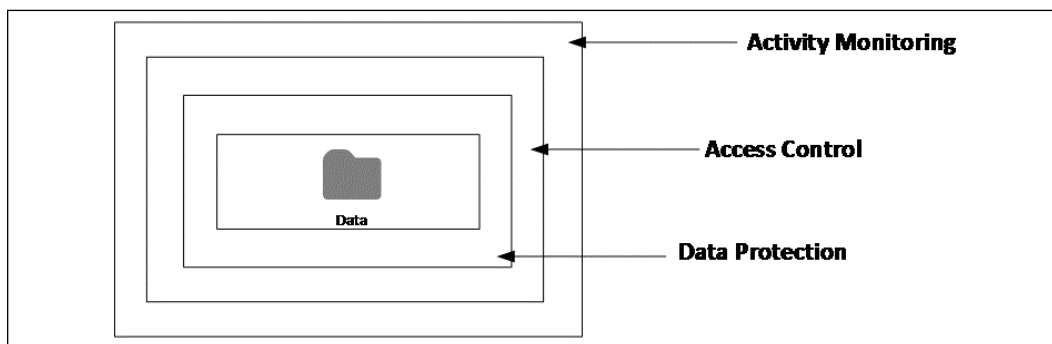 Activity Monitoring
Access Control
Data
Data Protection